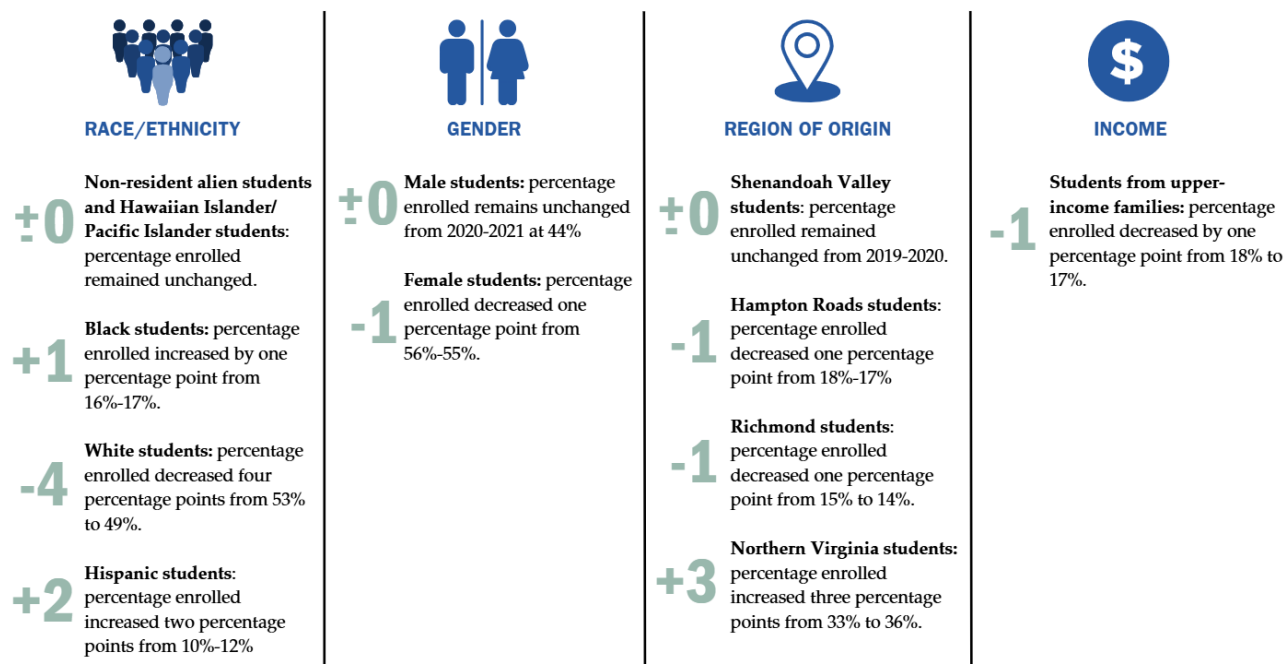 RACE/ETHNICITY
±0
Non-resident alien students
and Hawaiian Islander/
Pacific Islander students:
percentage enrolled
remained unchanged.
+1
Black students: percentage
enrolled increased by one
percentage point from
16%-17%.
-4
White students: percentage
enrolled decreased four
percentage points from 53%
to 49%.
+2
Hispanic students:
percentage enrolled
increased two percentage
points from 10%-12%
GENDER
±0
Male students: percentage
enrolled remains unchanged
from 2020-2021 at 44%
-1
Female students: percentage
enrolled decreased one
percentage point from
56%-55%.
REGION OF ORIGIN
±0
Shenandoah Valley
students: percentage
enrolled remained
unchanged from 2019-2020.
-1
Hampton Roads students:
percentage enrolled
decreased one percentage
point from 18%-17%
-1
Richmond students:
percentage enrolled
decreased one percentage
point from 15% to 14%.
+3
Northern Virginia students:
percentage enrolled
increased three percentage
points from 33% to 36%.
$
INCOME
-1
Students from upper-
income families: percentage
enrolled decreased by one
percentage point from 18% to
17%.